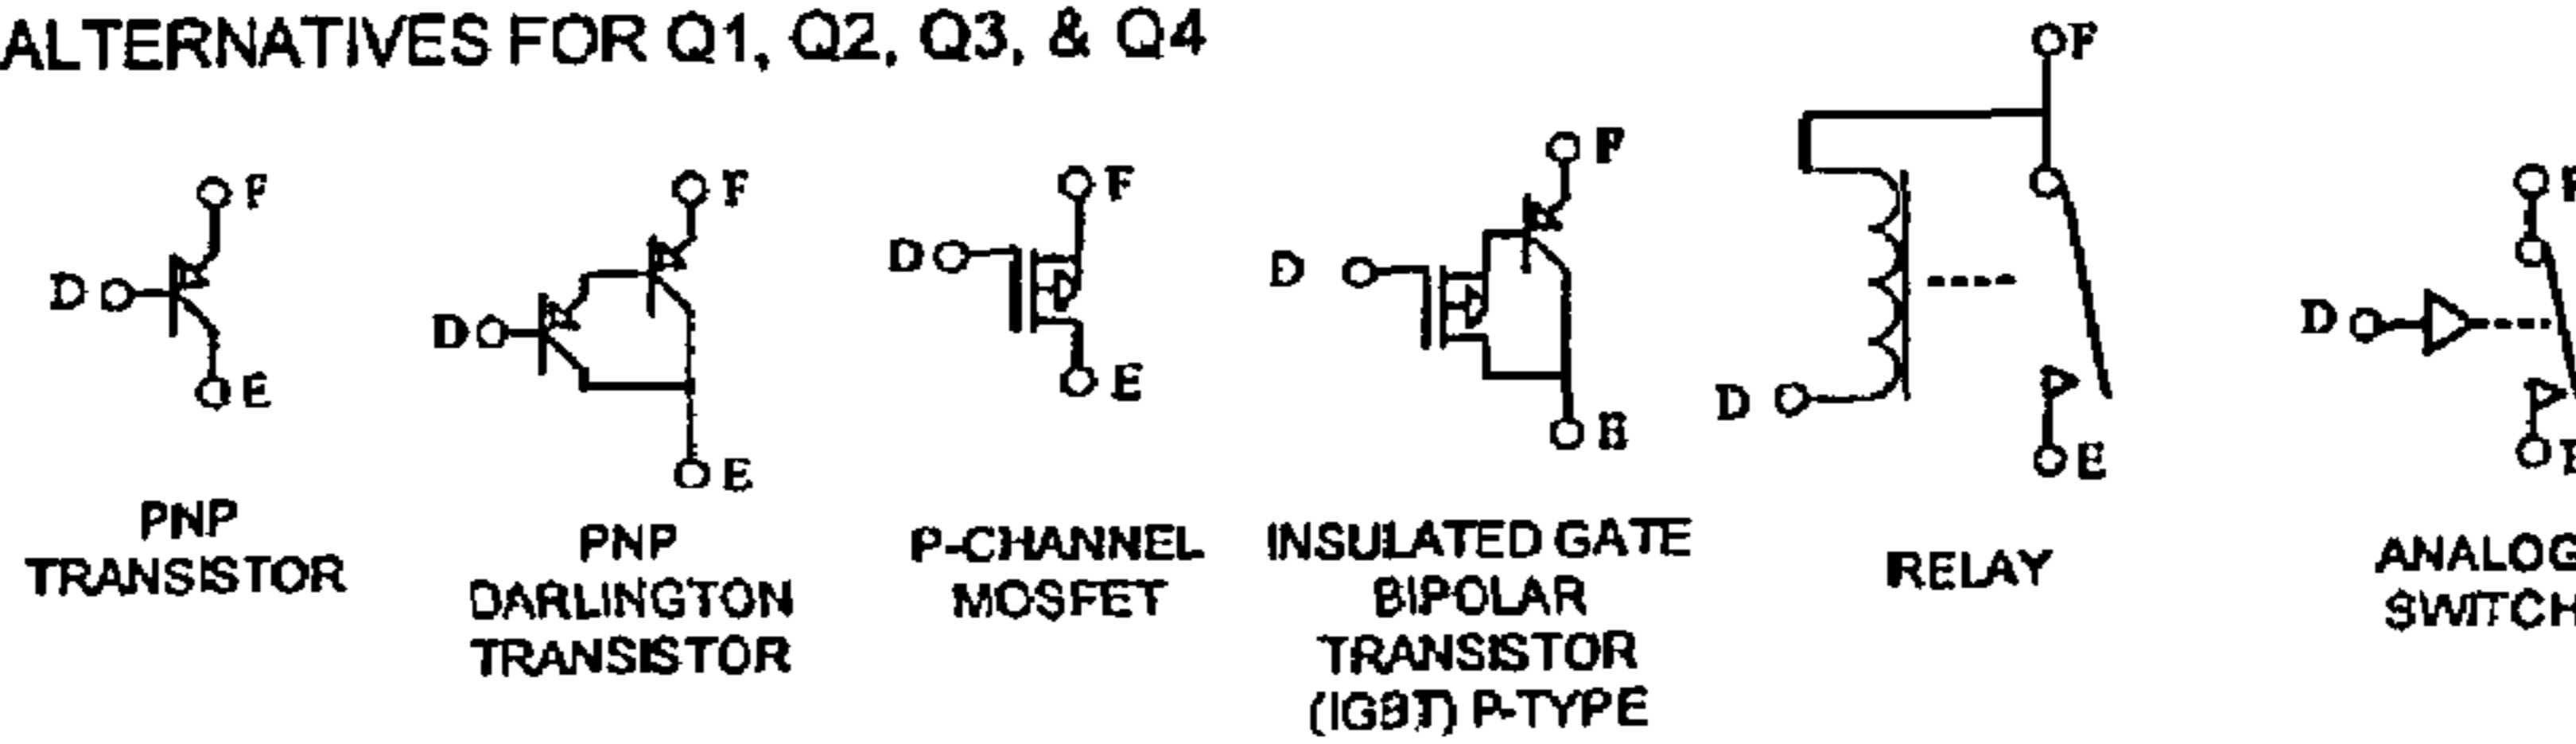 ALTERNATIVES FOR Q1, Q2, Q3, & Q4
F
D
E
PNP
TRANSISTOR
F
D
E
PNP
DARLINGTON
TRANSISTOR
F
D
E
P-CHANNEL
MOSFET
F
D
E
INSULATED GATE
BIPOLAR
TRANSISTOR
(IGBT) P-TYPE
F
D
E
RELAY
D
ANALOG
SWITCH